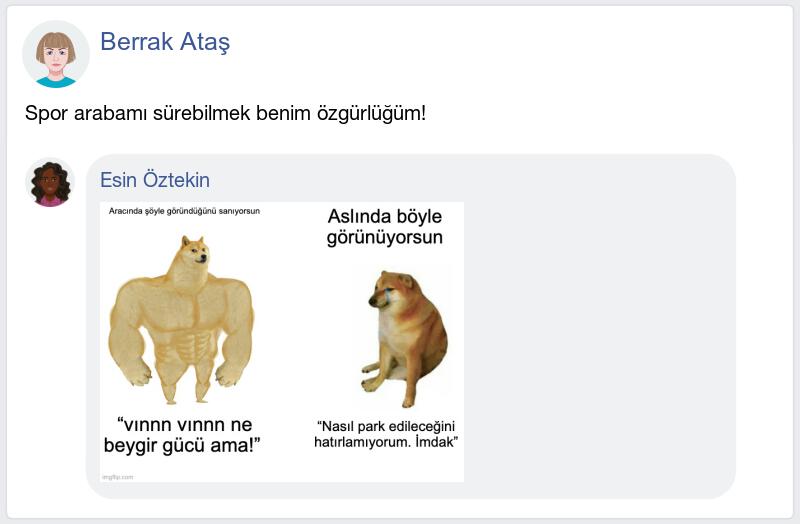 Berrak Ataş
Spor arabamı sürebilmek benim özgürlüğüm!
Esin Öztekin
Aracında şöyle göründüğünü sanıyorsun
Aslında böyle
görünüyorsun
“vınnn vınnn ne
beygir gücü ama!”
“Nasıl park edileceğini
hatırlamıyorum. İmdak”
imgflip.com